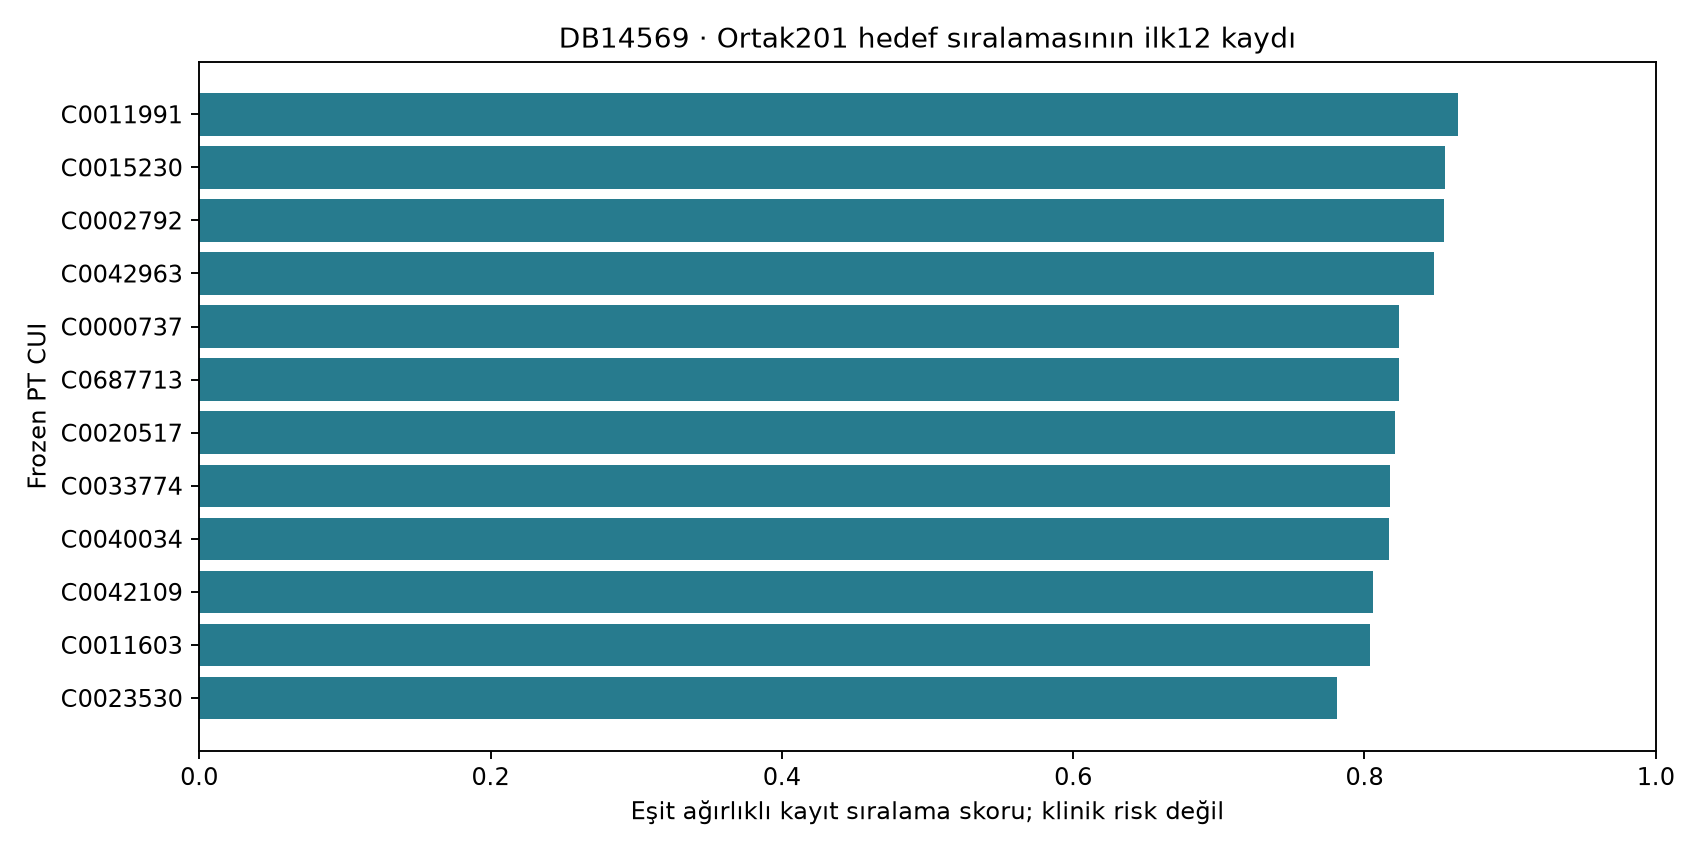 DB14569 · Ortak201 hedef sıralamasının ilk12 kaydı
Frozen PT CUI
C0011991
C0015230
C0002792
C0042963
C0000737
C0687713
C0020517
C0033774
C0040034
C0042109
C0011603
C0023530
0.0 0.2 0.4 0.6 0.8 1.0
Eşit ağırlıklı kayıt sıralama skoru; klinik risk değil